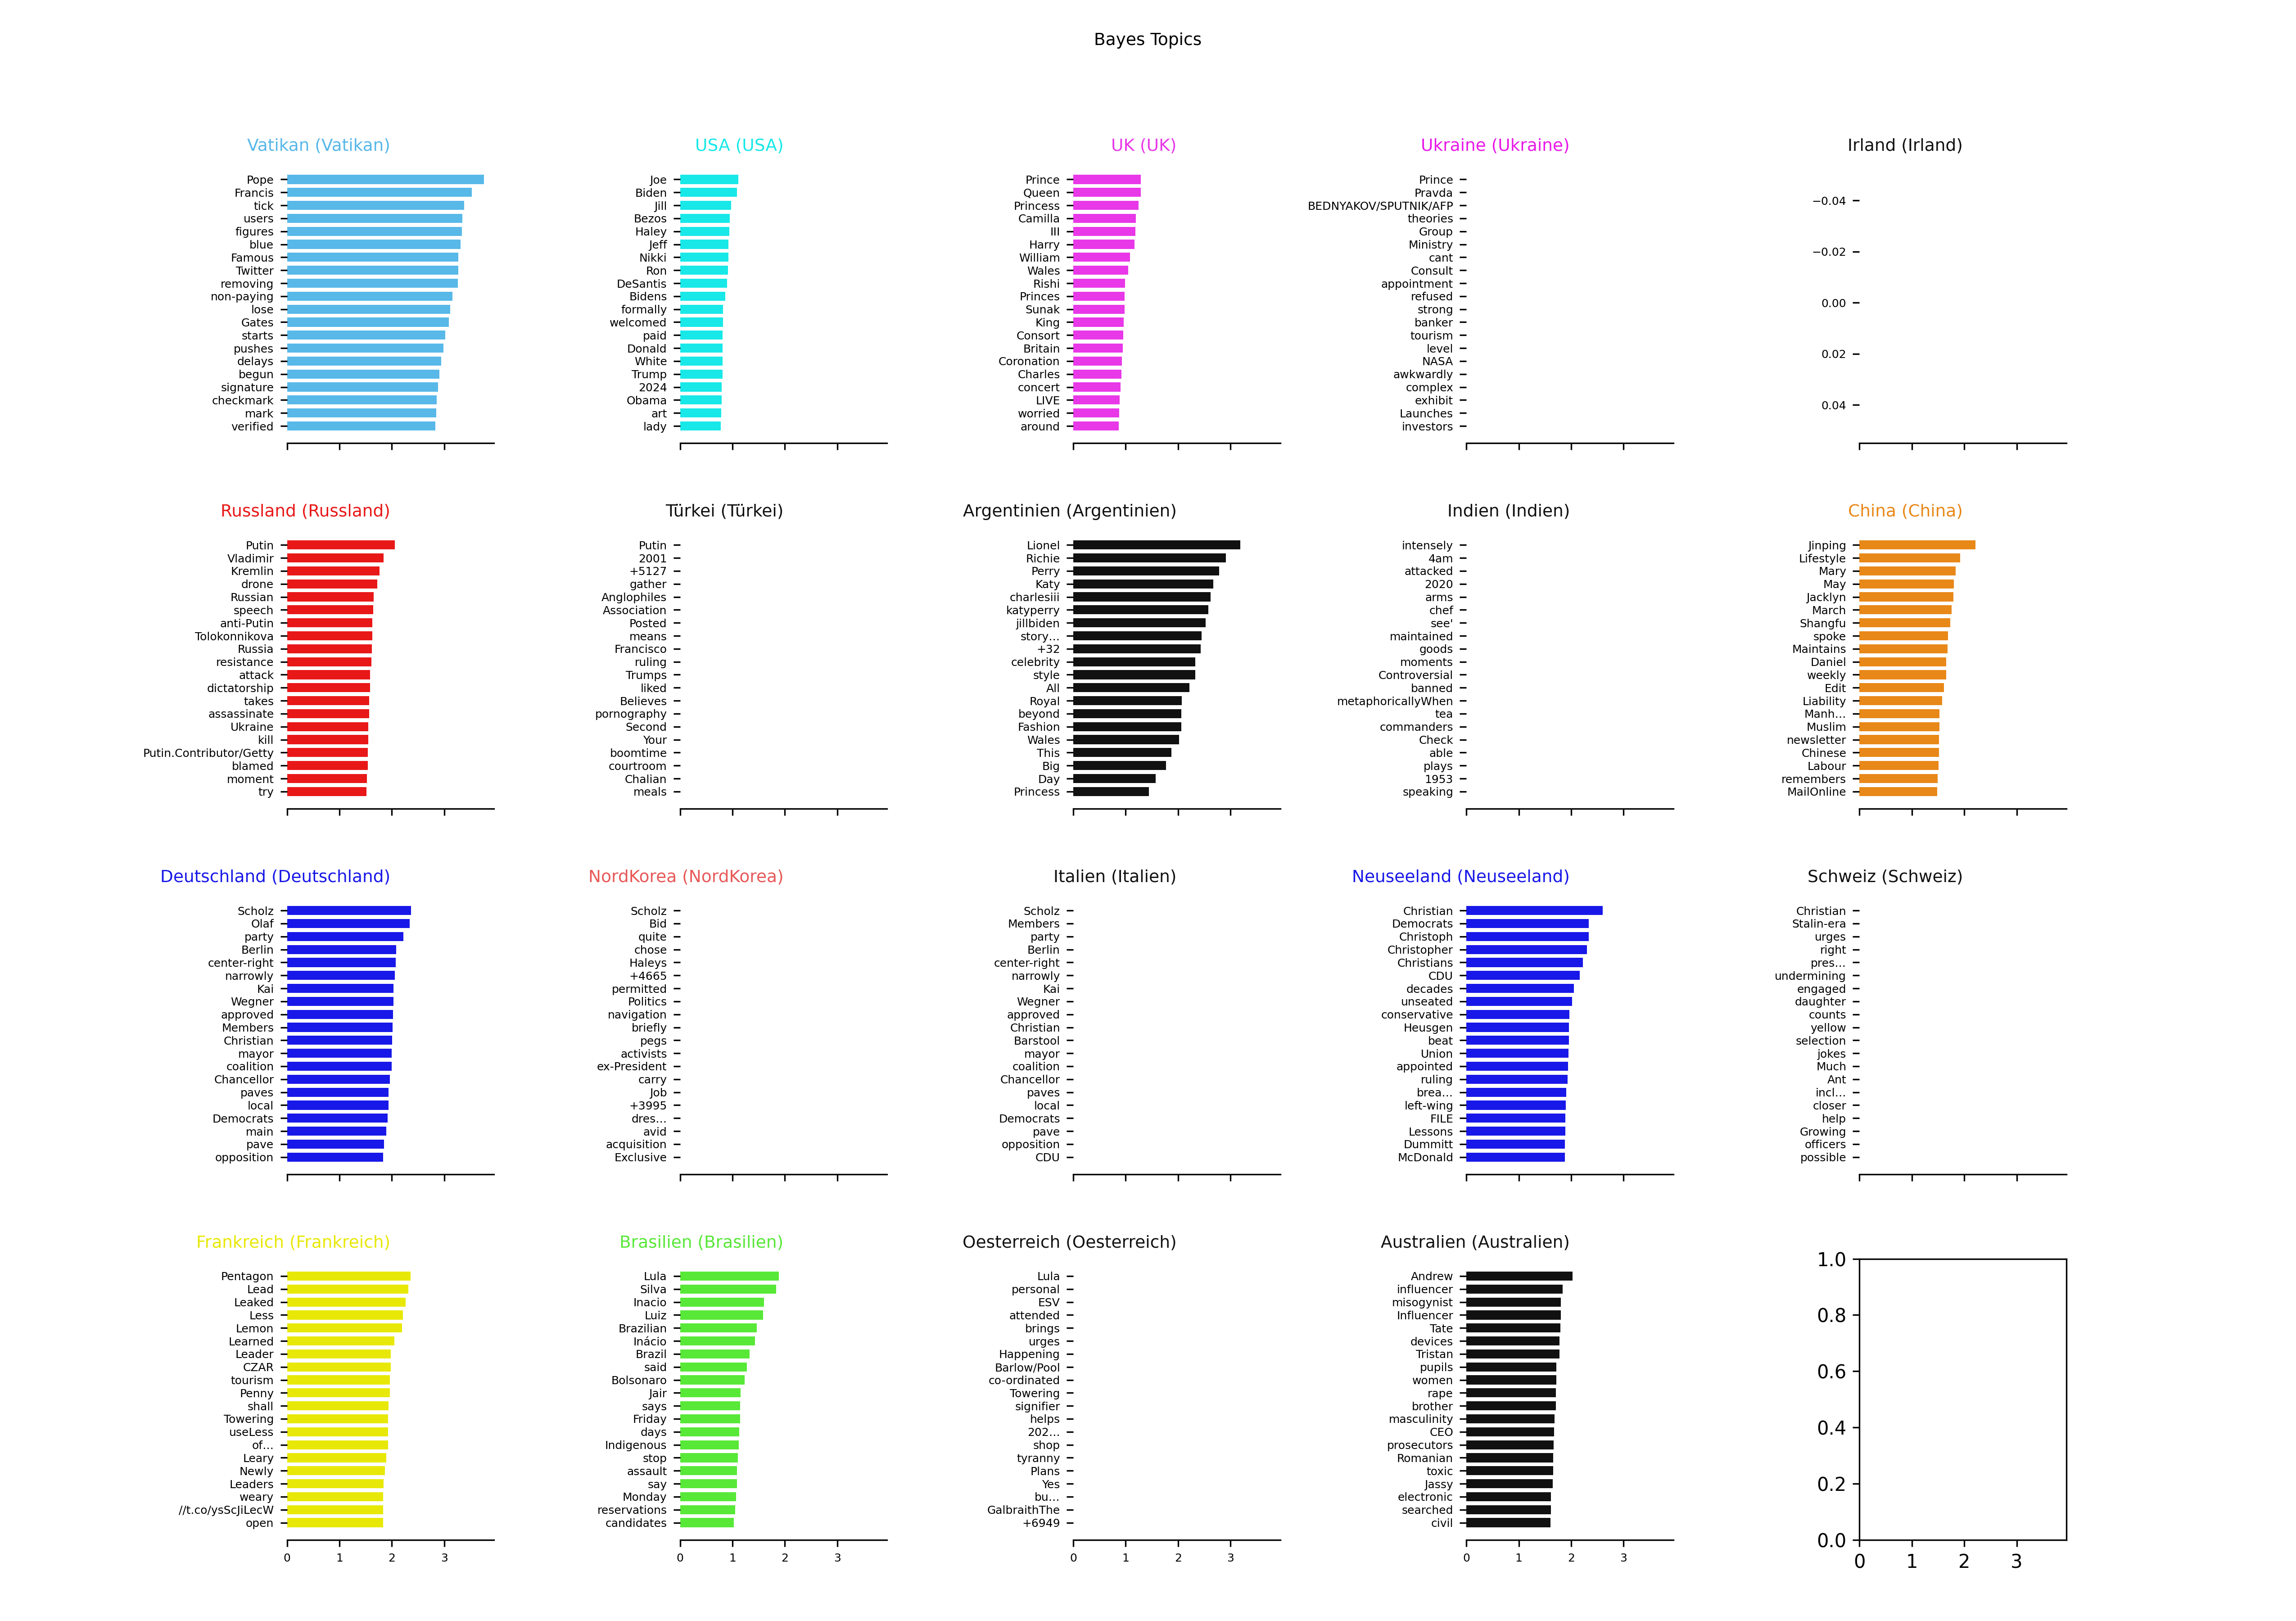 Bayes Topics
Vatikan (Vatikan)
Pope
Francis
tick
users
figures
blue
Famous
Twitter
removing
non-paying
lose
Gates
starts
pushes
delays
begun
signature
checkmark
mark
verified
USA (USA)
Joe
Biden
Jill
Bezos
Haley
Jeff
Nikki
Ron
DeSantis
Bidens
formally
welcomed
paid
Donald
White
Trump
2024
Obama
art
lady
UK (UK)
Prince
Queen
Princess
Camilla
III
Harry
William
Wales
Rishi
Princes
Sunak
King
Consort
Britain
Coronation
Charles
concert
LIVE
worried
around
Ukraine (Ukraine)
Prince
Pravda
BEDNYAKOV/SPUTNIK/AFP
theories
Group
Ministry
cant
Consult
appointment
refused
strong
banker
tourism
level
NASA
awkwardly
complex
exhibit
Launches
investors
Irland (Irland)
−0.04
−0.02
0.00
0.02
0.04
Russland (Russland)
Putin
Vladimir
Kremlin
drone
Russian
speech
anti-Putin
Tolokonnikova
Russia
resistance
attack
dictatorship
takes
assassinate
Ukraine
kill
Putin.Contributor/Getty
blamed
moment
try
Türkei (Türkei)
Putin
2001
+5127
gather
Anglophiles
Association
Posted
means
Francisco
ruling
Trumps
liked
Believes
pornography
Second
Your
boomtime
courtroom
Chalian
meals
Argentinien (Argentinien)
Lionel
Richie
Perry
Katy
charlesiii
katyperry
jillbiden
story...
+32
celebrity
style
All
Royal
beyond
Fashion
Wales
This
Big
Day
Princess
Indien (Indien)
intensely
4am
attacked
2020
arms
chef
see'
maintained
goods
moments
Controversial
banned
metaphoricallyWhen
tea
commanders
Check
able
plays
1953
speaking
China (China)
Jinping
Lifestyle
Mary
May
Jacklyn
March
Shangfu
spoke
Maintains
Daniel
weekly
Edit
Liability
Manh...
Muslim
newsletter
Chinese
Labour
remembers
MailOnline
Deutschland (Deutschland)
Scholz
Olaf
party
Berlin
center-right
narrowly
Kai
Wegner
approved
Members
Christian
mayor
coalition
Chancellor
paves
local
Democrats
main
pave
opposition
NordKorea (NordKorea)
Scholz
Bid
quite
chose
Haleys
+4665
permitted
Politics
navigation
briefly
pegs
activists
ex-President
carry
Job
+3995
dres...
avid
acquisition
Exclusive
Italien (Italien)
Scholz
Members
party
Berlin
center-right
narrowly
Kai
Wegner
approved
Christian
Barstool
mayor
coalition
Chancellor
paves
local
Democrats
pave
opposition
CDU
Neuseeland (Neuseeland)
Christian
Democrats
Christoph
Christopher
Christians
CDU
decades
unseated
conservative
Heusgen
beat
Union
appointed
ruling
brea...
left-wing
FILE
Lessons
Dummitt
McDonald
Schweiz (Schweiz)
Christian
Stalin-era
urges
right
pres...
undermining
engaged
daughter
counts
yellow
selection
jokes
Much
Ant
incl...
closer
help
Growing
officers
possible
Frankreich (Frankreich)
Pentagon
Lead
Leaked
Less
Lemon
Learned
Leader
CZAR
tourism
Penny
shall
Towering
useLess
of...
Leary
Newly
Leaders
weary
//t.co/ysScJiLecW
open
0 1 2 3
Brasilien (Brasilien)
Lula
Silva
Inacio
Luiz
Brazilian
Inácio
Brazil
said
Bolsonaro
Jair
says
Friday
days
Indigenous
stop
assault
say
Monday
reservations
candidates
0 1 2 3
Oesterreich (Oesterreich)
Lula
personal
ESV
attended
brings
urges
Happening
Barlow/Pool
co-ordinated
Towering
signifier
helps
202...
shop
tyranny
Plans
Yes
bu...
GalbraithThe
+6949
0 1 2 3
Australien (Australien)
Andrew
influencer
misogynist
Influencer
Tate
devices
Tristan
pupils
women
rape
brother
masculinity
CEO
prosecutors
Romanian
toxic
Jassy
electronic
searched
civil
0 1 2 3
1.0
0.8
0.6
0.4
0.2
0.0
0 1 2 3